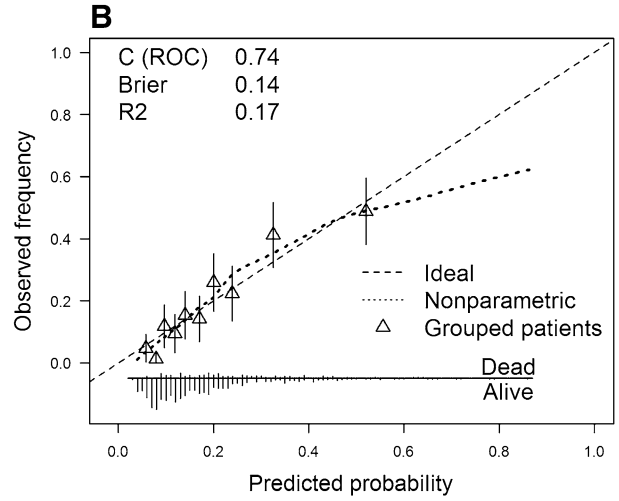 B
C (ROC) 0.74
Brier 0.14
R2 0.17
1.0
0.8
0.6
0.4
0.2
0.0
Observed frequency
Ideal
Nonparametric
Grouped patients
Dead
Alive
0.0 0.2 0.4 0.6 0.8 1.0
Predicted probability